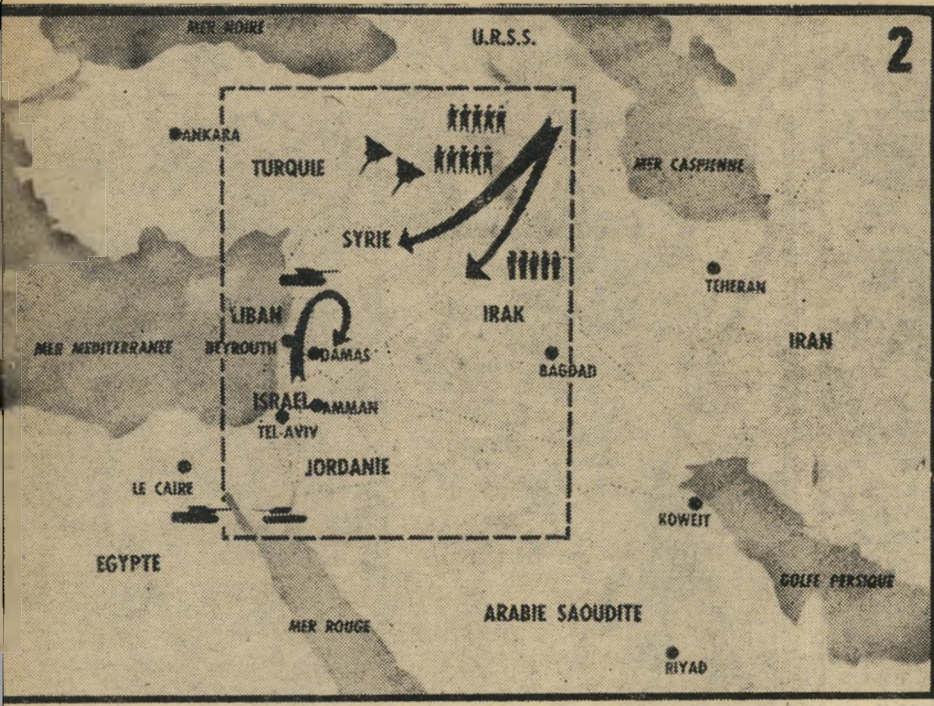 MER NOIRE
U.R.S.S.
2
ANKARA
TURQUIE
MER CASPIENNE
SYRIE
TEHERAN
LIBAN
IRAK
MER MEDITERRANEE
BEYROUTH
DAMAS
IRAN
BAGDAD
ISRAEL
AMMAN
TEL-AVIV
JORDANIE
LE CAIRE
KOWEIT
EGYPTE
GOLFE PERSIQUE
ARABIE SAOUDITE
MER ROUGE
RIYAD